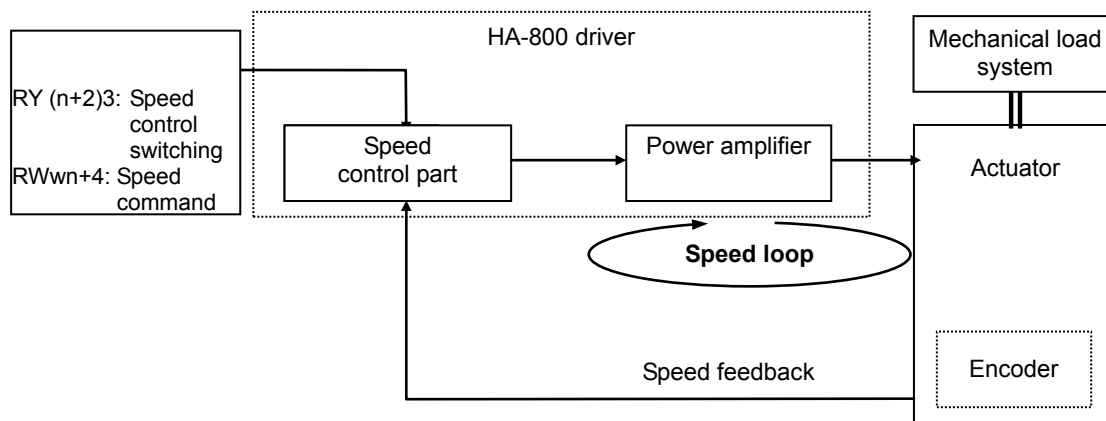 HA-800 driver
Mechanical load
system
RY (n+2)3: Speed
control
switching
RWwn+4: Speed
command
Speed
control part
Power amplifier
Actuator
Speed loop
Speed feedback
Encoder